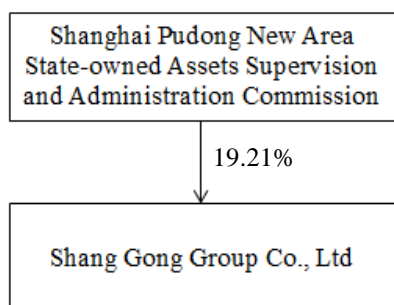 Shanghai Pudong New Area
State-owned Assets Supervision
and Administration Commission
19.21%
Shang Gong Group Co., Ltd